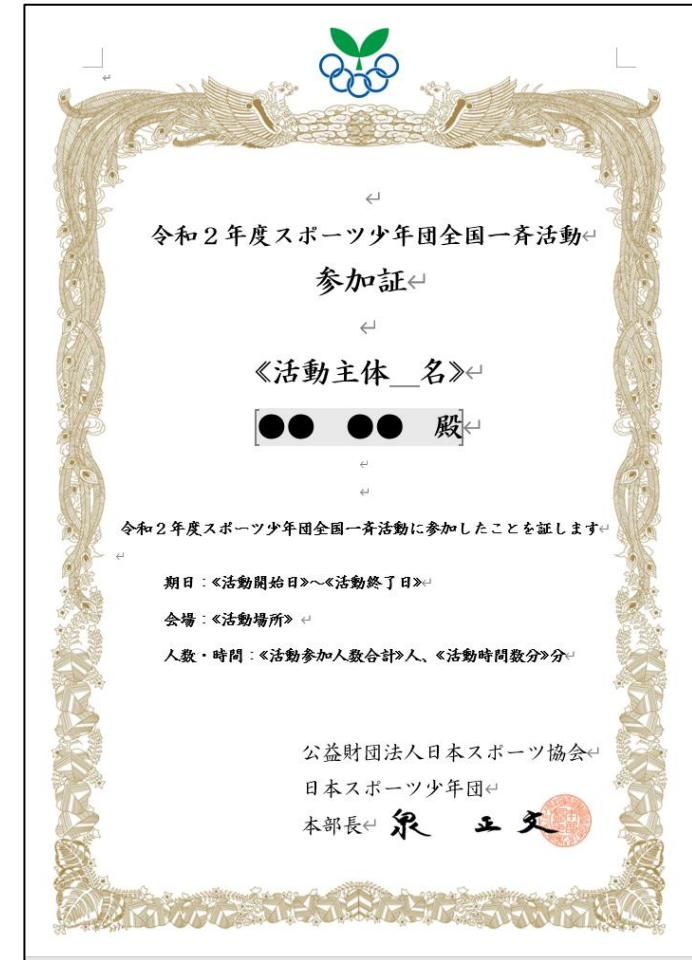 令和２年度スポーツ少年団全国一斉活動
参加証
《活動主体__名》
●●　●●　殿
令和２年度スポーツ少年団全国一斉活動に参加したことを証します
期日：《活動開始日》～《活動終了日》
会場：《活動場所》
人数・時間：《活動参加人数合計》人、《活動時間数分》分
公益財団法人日本スポーツ協会
日本スポーツ少年団
本部長　泉　正文